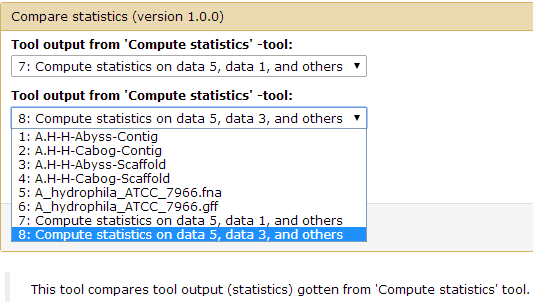 Compare statistics (version 1.0.0)
Tool output from 'Compute statistics' -tool:
7: Compute statistics on data 5, data 1, and others
Tool output from 'Compute statistics' -tool:
8: Compute statistics on data 5, data 3, and others
1: A.H-H-Abyss-Contig
2: A.H-H-Cabog-Contig
3: A.H-H-Abyss-Scaffold
4: A.H-H-Cabog-Scaffold
5: A_hydrophila_ATCC_7966.fna
6: A_hydrophila_ATCC_7966.gff
7: Compute statistics on data 5, data 1, and others
8: Compute statistics on data 5, data 3, and others
This tool compares tool output (statistics) gotten from 'Compute statistics' tool.